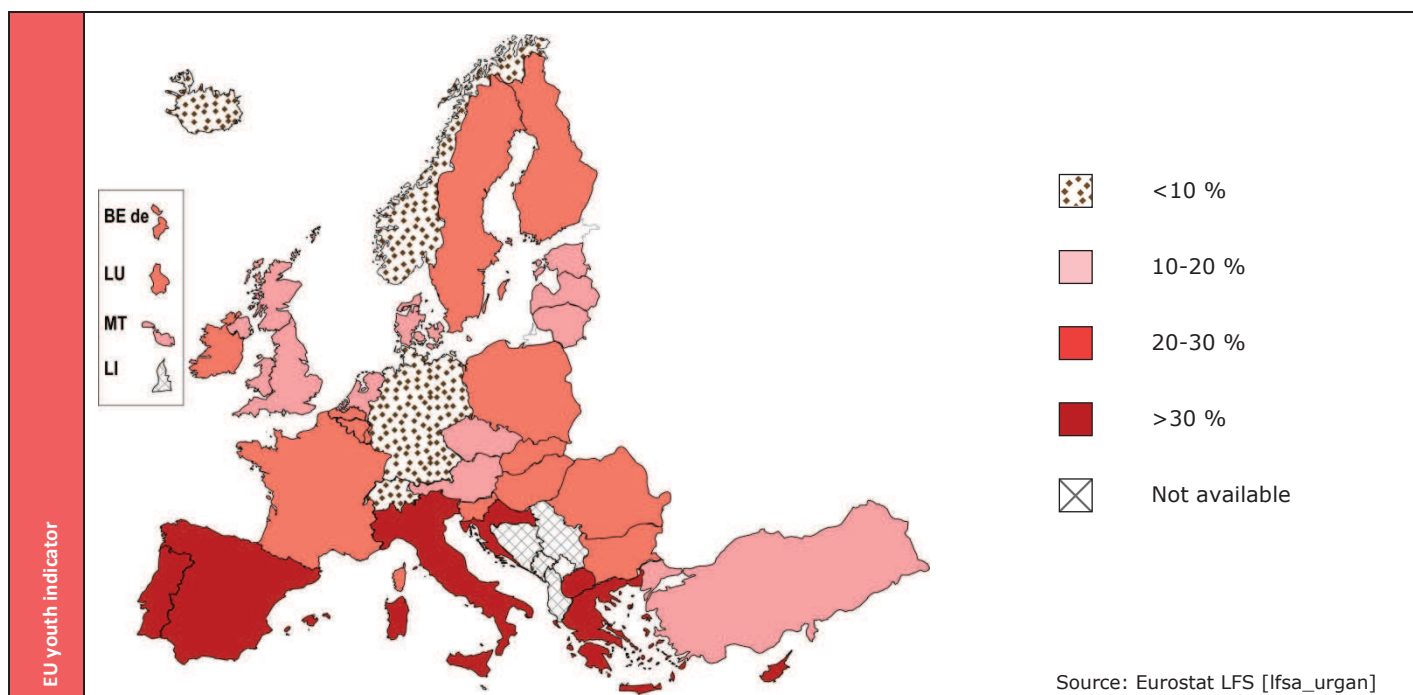 EU youth indicator
BE de
LU
MT
LI
<10 %
10-20 %
20-30 %
>30 %
Not available
Source: Eurostat LFS [lfsa_urgan]